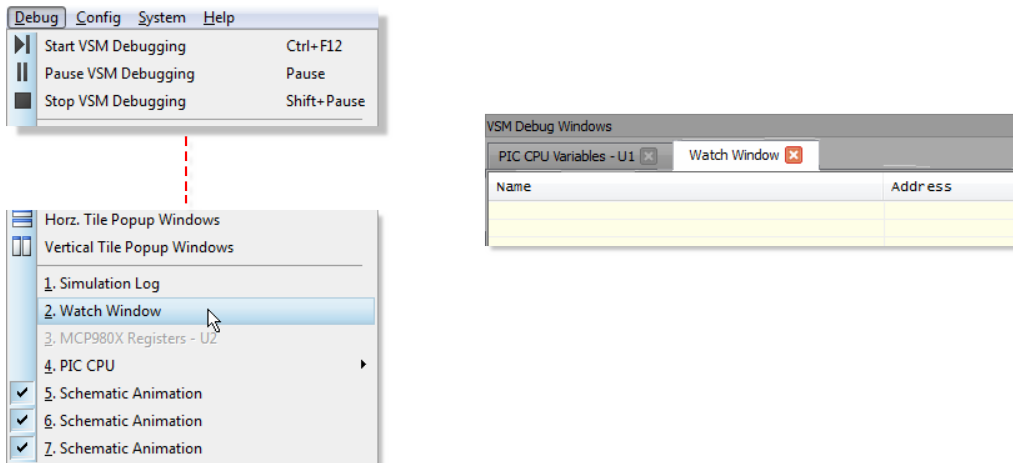 Debug Config System Help
Start VSM Debugging Ctrl+F12
Pause VSM Debugging Pause
Stop VSM Debugging Shift+Pause
Horz. Tile Popup Windows
Vertical Tile Popup Windows
1. Simulation Log
2. Watch Window
3. MCP980X Registers - U2
4. PIC CPU
5. Schematic Animation
6. Schematic Animation
7. Schematic Animation
VSM Debug Windows
PIC CPU Variables - U1 Watch Window
Name Address